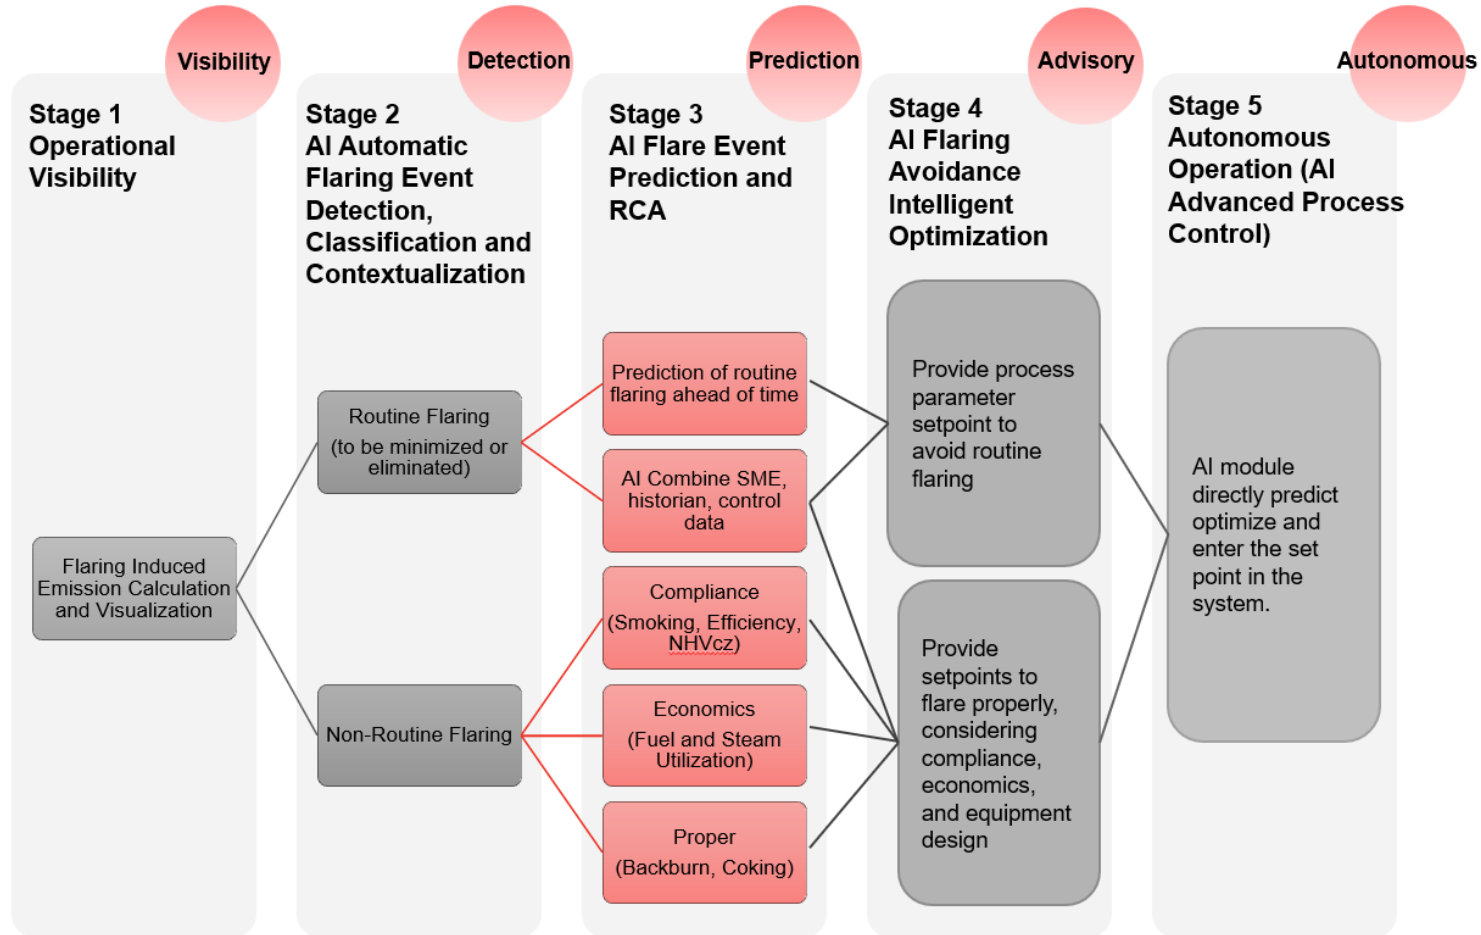 Visibility
Detection
Prediction
Advisory
Autonomous
Stage 1
Operational
Visibility
Stage 2
AI Automatic
Flaring Event
Detection,
Classification and
Contextualization
Stage 3
AI Flare Event
Prediction and
RCA
Stage 4
AI Flaring
Avoidance
Intelligent
Optimization
Stage 5
Autonomous
Operation (AI
Advanced Process
Control)
Flaring Induced
Emission Calculation
and Visualization
Routine Flaring
(to be minimized or
eliminated)
Non-Routine Flaring
Prediction of routine
flaring ahead of time
AI Combine SME,
historian, control
data
Compliance
(Smoking, Efficiency,
NHVcz)
Economics
(Fuel and Steam
Utilization)
Proper
(Backburn, Coking)
Provide process
parameter
setpoint to
avoid routine
flaring
Provide
setpoints to
flare properly,
considering
compliance,
economics,
and equipment
design
AI module
directly predict
optimize and
enter the set
point in the
system.